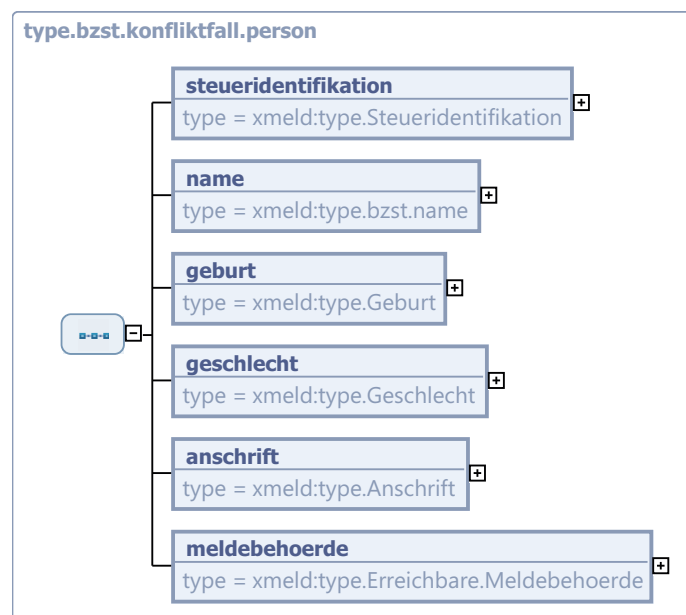 type.bzst.konfliktfall.person
steueridentifikation
type = xmeld:type.Steueridentifikation
name
type = xmeld:type.bzst.name
geburt
type = xmeld:type.Geburt
geschlecht
type = xmeld:type.Geschlecht
anschrift
type = xmeld:type.Anschrift
meldebehoerde
type = xmeld:type.Erreichbare.Meldebehoerde